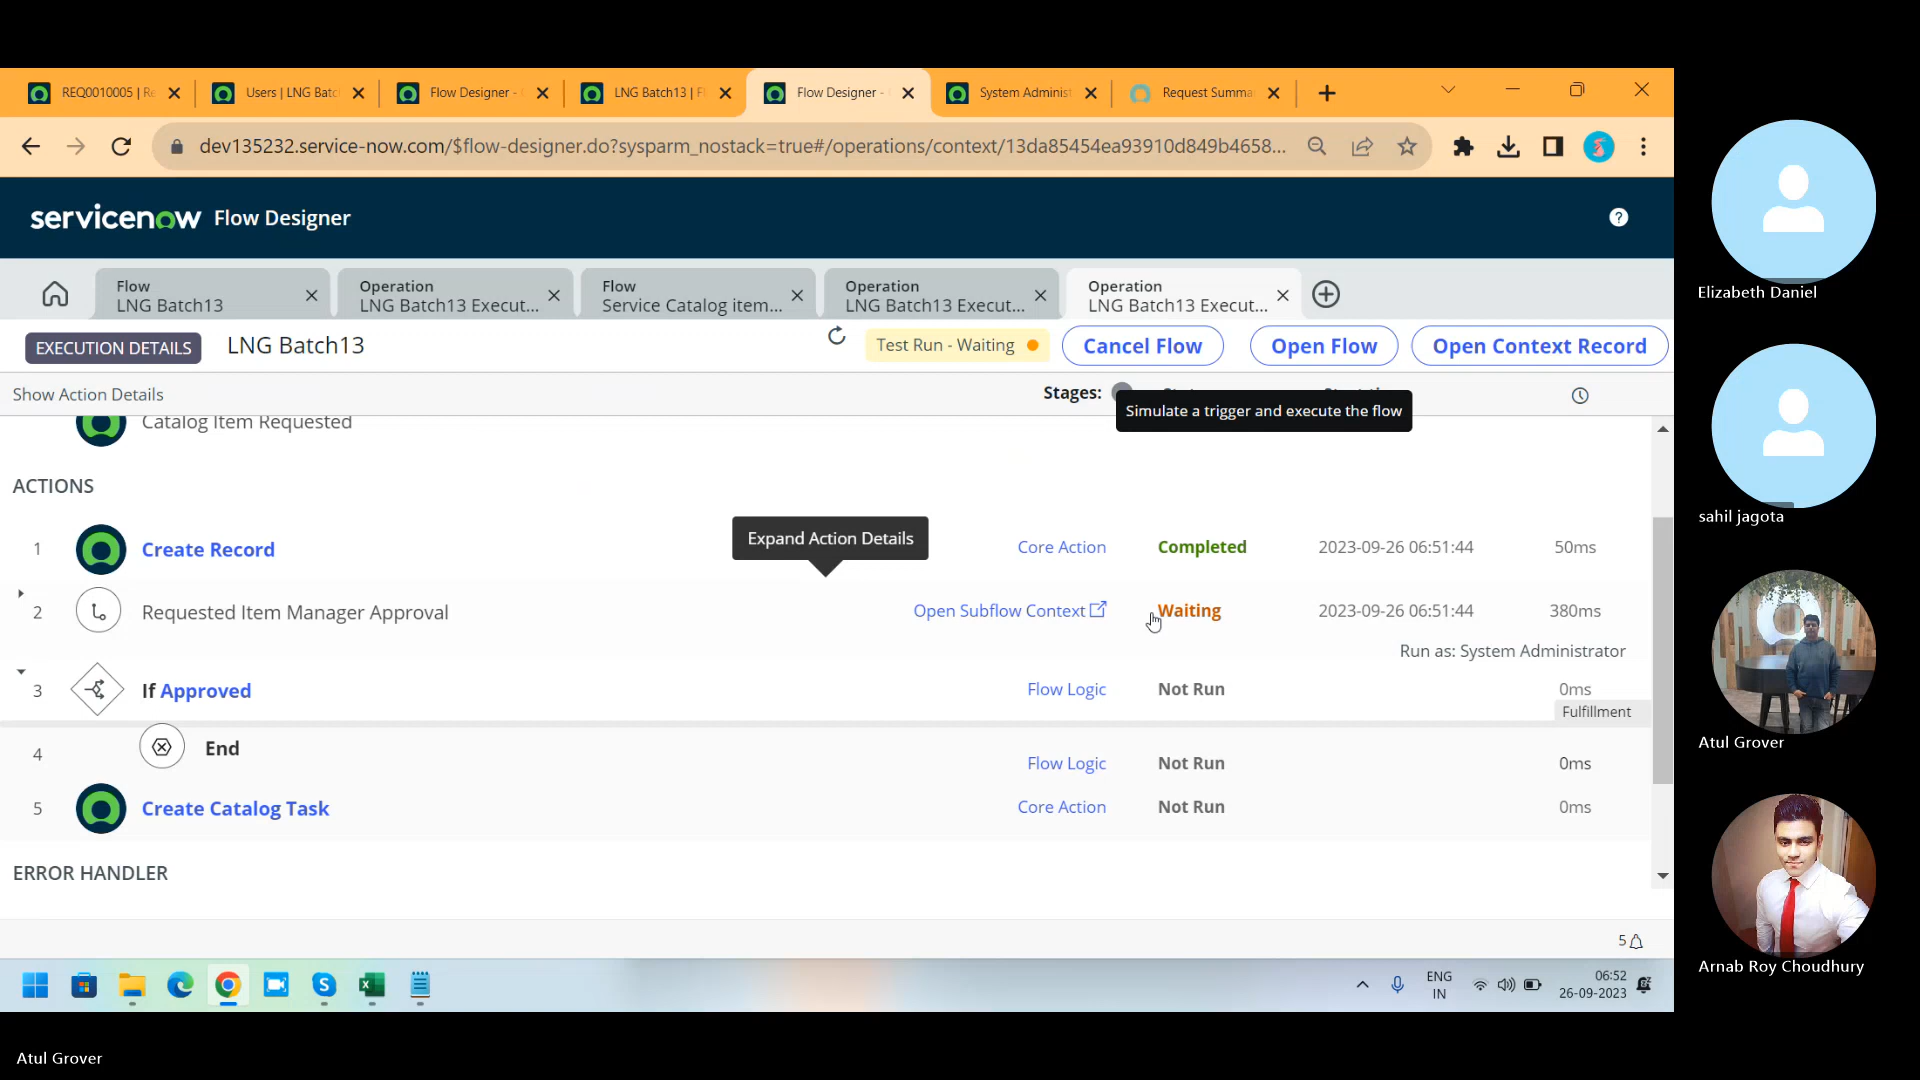 REQ0010005 | Re
Users | LNG Batc
Flow Designer -
LNG Batch13 | F
Flow Designer -
System Administ
Request Summa
dev135232.service-now.com/$flow-designer.do?sysparm_nostack=true#/operations/context/13da85454ea93910d849b4658...
servicenow Flow Designer
Flow
LNG Batch13
Operation
LNG Batch13 Execut...
Flow
Service Catalog item...
Operation
LNG Batch13 Execut...
Operation
LNG Batch13 Execut...
EXECUTION DETAILS
LNG Batch13
Test Run - Waiting
Cancel Flow
Open Flow
Open Context Record
Show Action Details
Stages:
Simulate a trigger and execute the flow
Catalog Item Requested
ACTIONS
Expand Action Details
1 Create Record Core Action Completed 2023-09-26 06:51:44 50ms
2 Requested Item Manager Approval Open Subflow Context Waiting 2023-09-26 06:51:44 380ms
Run as: System Administrator
3 If Approved Flow Logic Not Run 0ms
Fulfillment
4 End Flow Logic Not Run 0ms
5 Create Catalog Task Core Action Not Run 0ms
ERROR HANDLER
5
ENG
IN
06:52
26-09-2023
Elizabeth Daniel
sahil jagota
Atul Grover
Arnab Roy Choudhury
Atul Grover